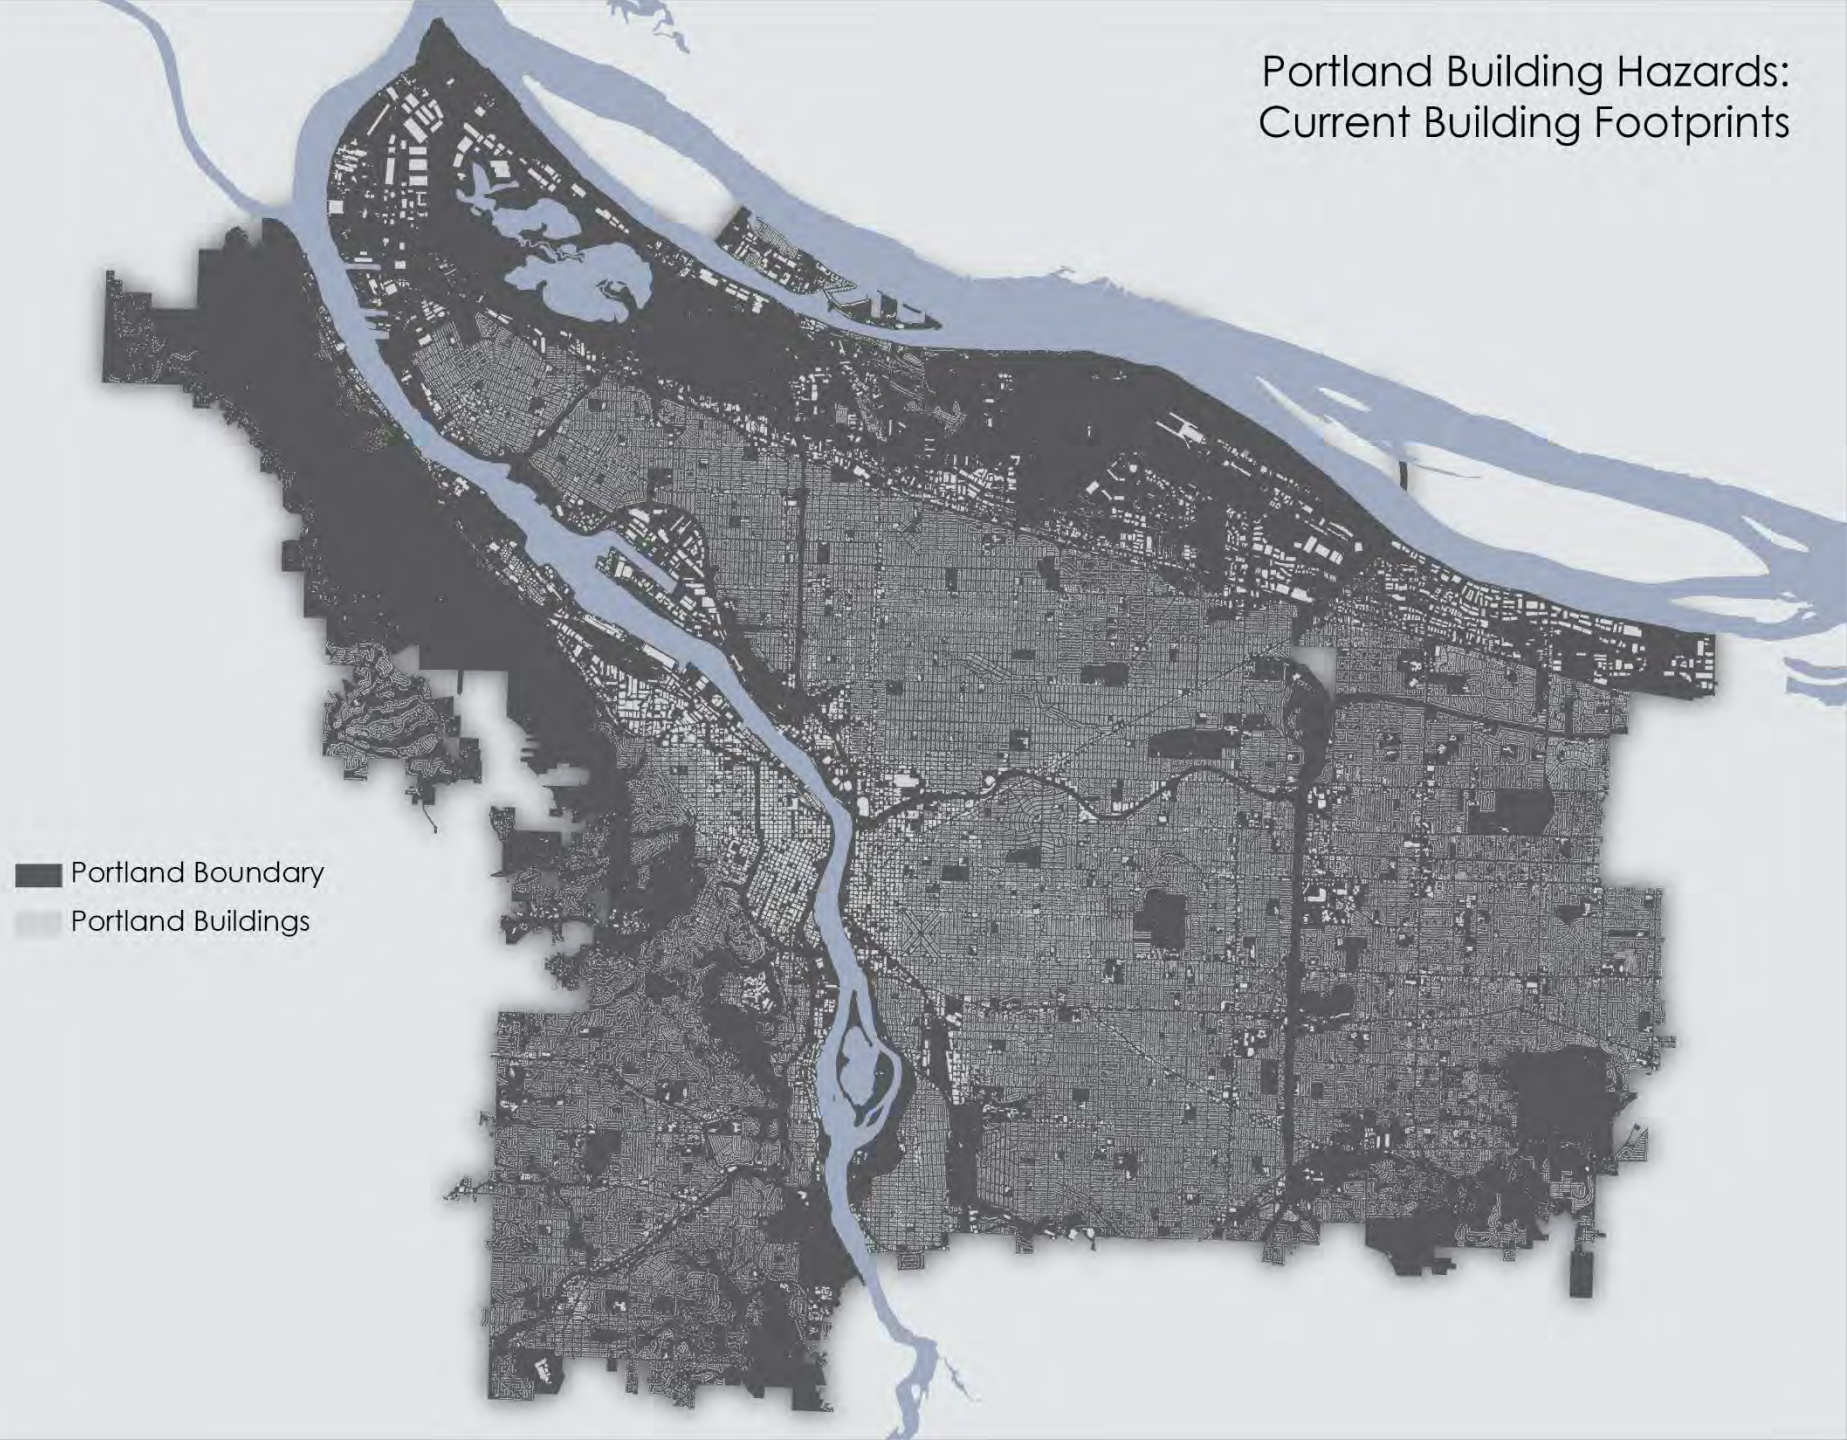 Portland Building Hazards:
Current Building Footprints
Portland Boundary
Portland Buildings